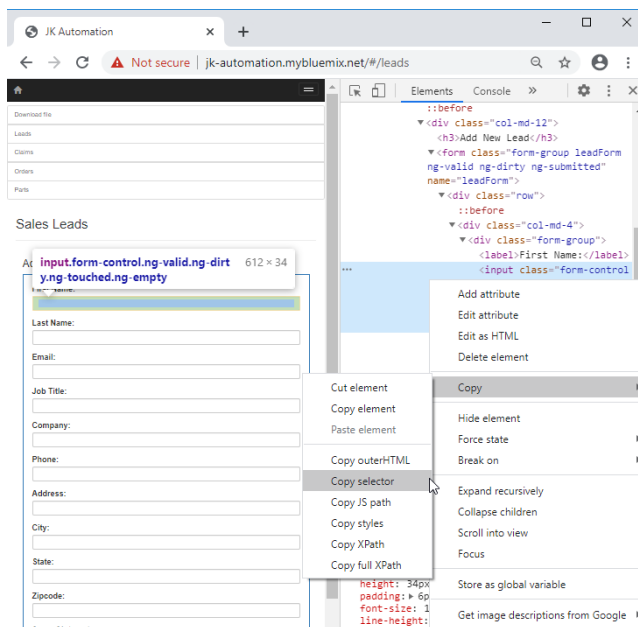 JK Automation
Not secure
jk-automation.mybluemix.net/#/leads
Download file
Leads
Claims
Orders
Parts
Sales Leads
input.form-control.ng-valid.ng-dirt
y.ng-touched.ng-empty
612 × 34
Last Name:
Email:
Job Title:
Company:
Phone:
Address:
City:
State:
Zipcode:
Elements
Console
»
::before
▼<div class="col-md-12">
<h3>Add New Lead</h3>
▼<form class="form-group leadForm
ng-valid ng-dirty ng-submitted"
name="leadForm">
▼<div class="row">
::before
▼<div class="col-md-4">
▼<div class="form-group">
<label>First Name:</label>
<input class="form-control
Add attribute
Edit attribute
Edit as HTML
Delete element
Copy
Hide element
Force state
Break on
Expand recursively
Collapse children
Scroll into view
Focus
Store as global variable
Get image descriptions from Google
Cut element
Copy element
Paste element
Copy outerHTML
Copy selector
Copy JS path
Copy styles
Copy XPath
Copy full XPath
height: 34px
padding:▶ 6p
font-size: 1
line-height: